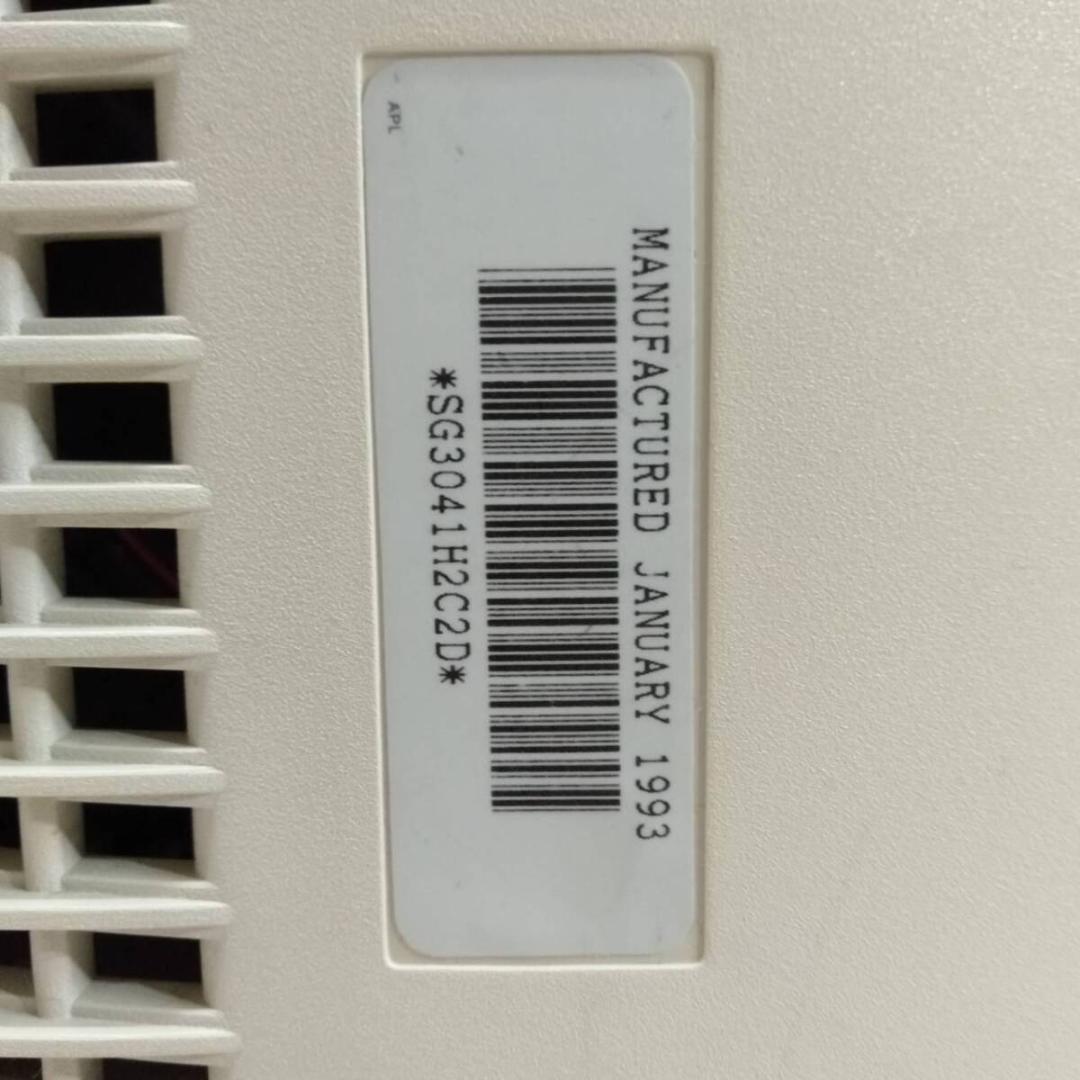 MANUFACTURED JANUARY 1993
*SG3041H2C2D*
APL